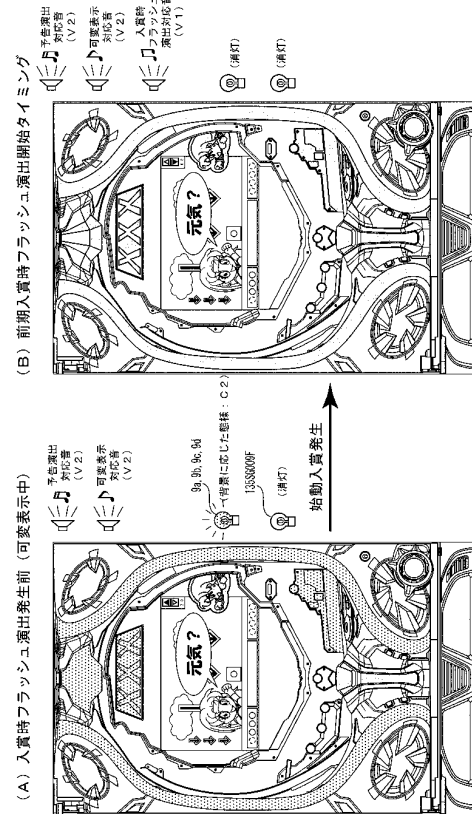 (A) 入賞時フラッシュ演出発生前(可変表示中)
予告演出
対応音
(V2)
可変表示
対応音
(V2)
9a, 9b, 9c, 9d
(背景に応じた態様:C2)
135SG009F
(消灯)
元気?
始動入賞発生
(B) 前期入賞時フラッシュ演出開始タイミング
予告演出
対応音
(V2)
可変表示
対応音
(V2)
入賞時
フラッシュ
演出対応音
(V1)
(消灯)
(消灯)
元気?